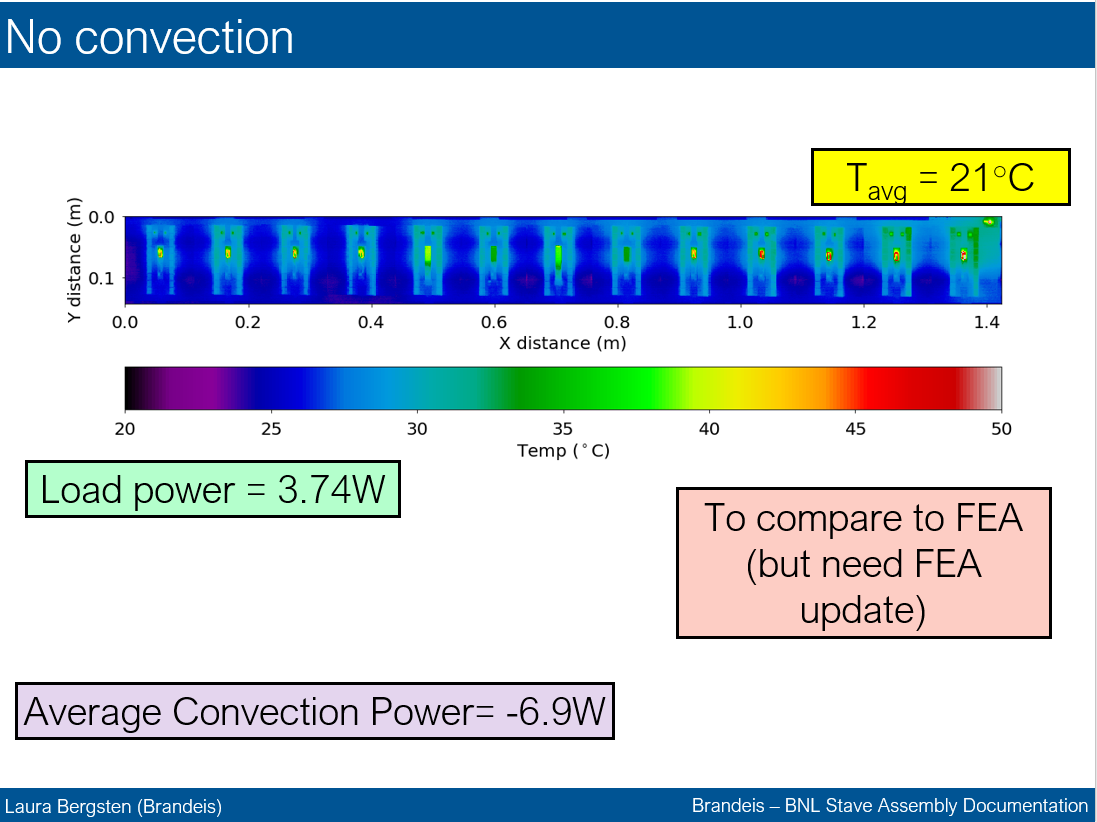 No convection
T_avg = 21°C
Y distance (m)
0.0
0.1
0.0 0.2 0.4 0.6 0.8 1.0 1.2 1.4
X distance (m)
20 25 30 35 40 45 50
Temp (°C)
Load power = 3.74W
To compare to FEA
(but need FEA
update)
Average Convection Power= -6.9W
Laura Bergsten (Brandeis)
Brandeis – BNL Stave Assembly Documentation